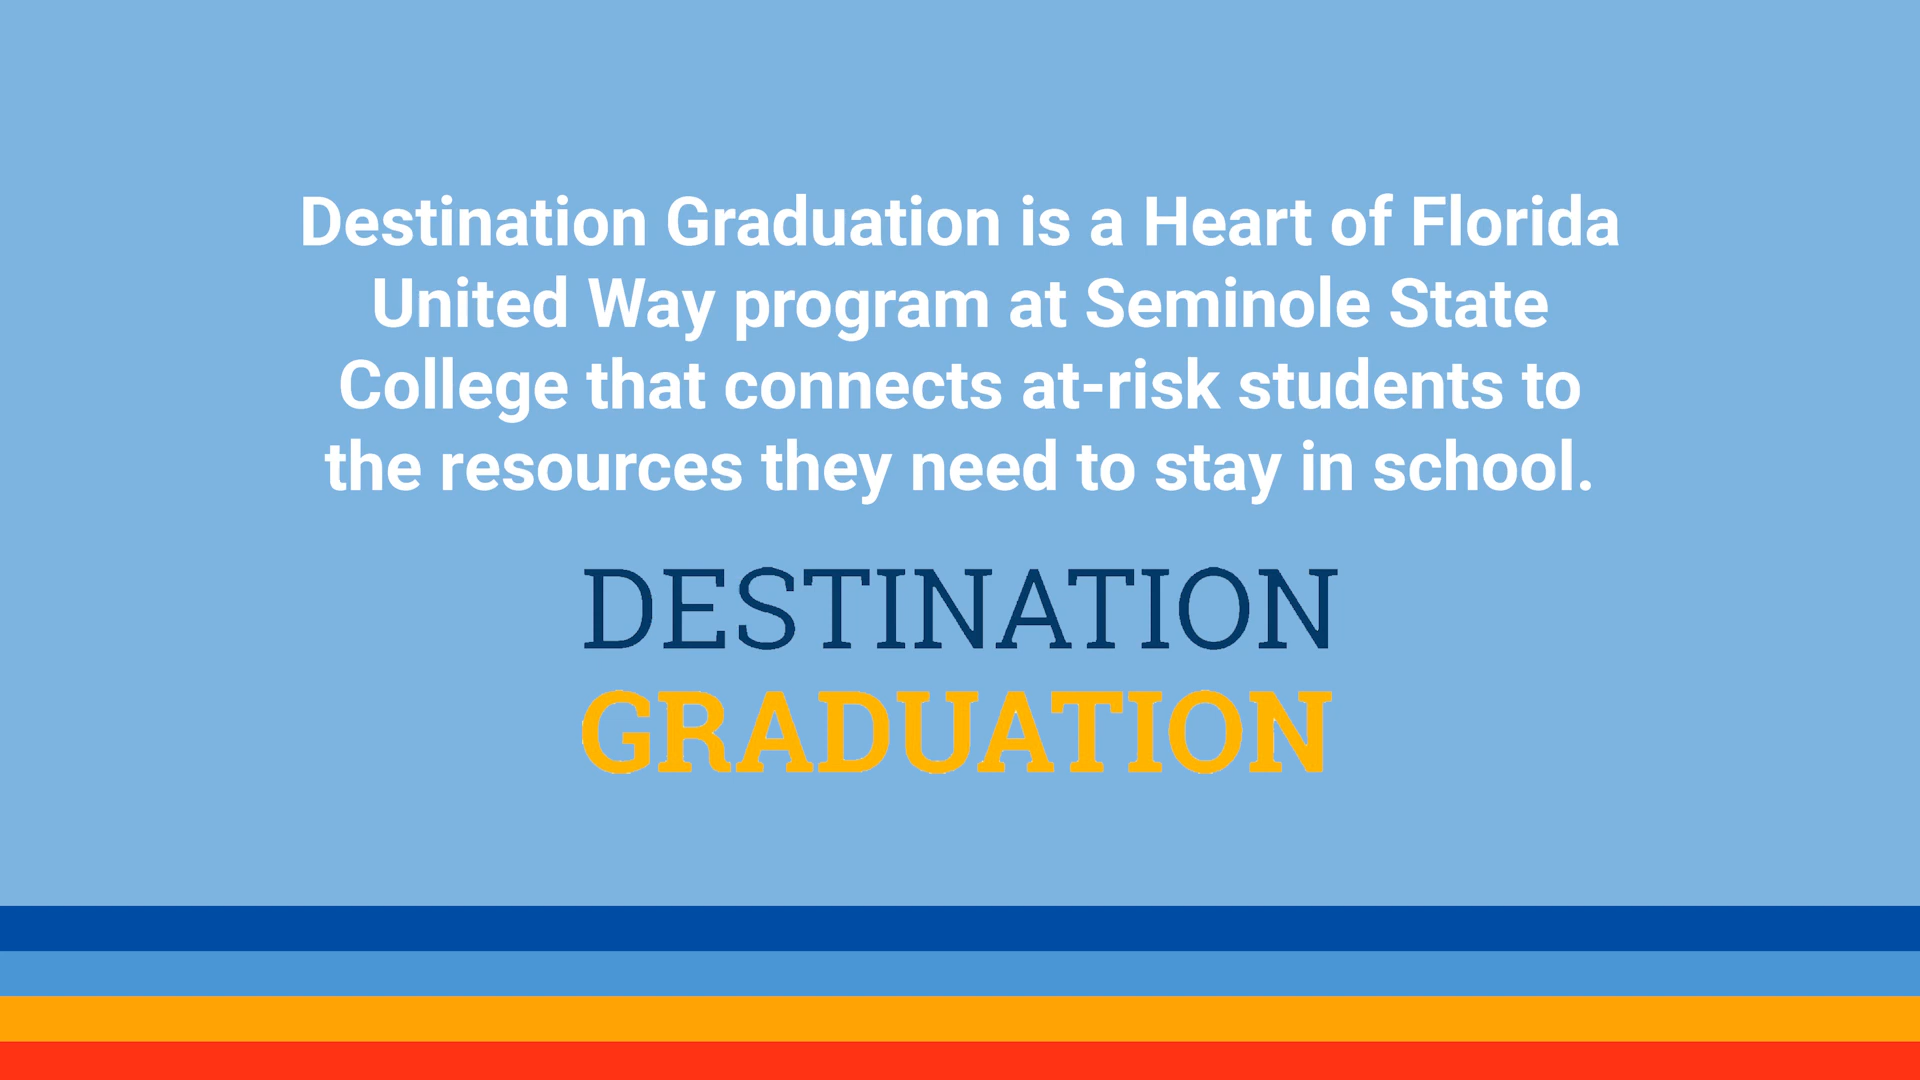 Destination Graduation is a Heart of Florida
United Way program at Seminole State
College that connects at-risk students to
the resources they need to stay in school.
DESTINATION
GRADUATION